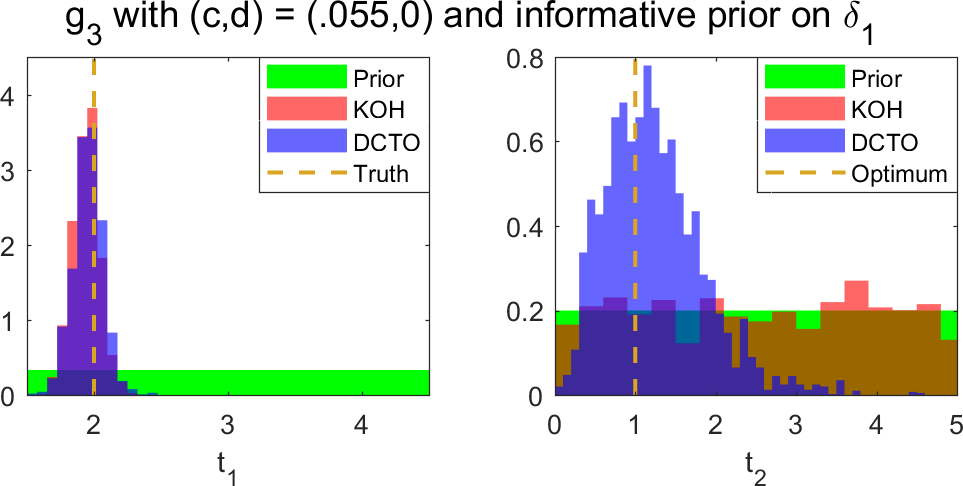 g3 with (c,d) = (.055,0) and informative prior on δ1
Prior
KOH
DCTO
Truth
4
3
2
1
0
2
3
4
t1
Prior
KOH
DCTO
Optimum
0.8
0.6
0.4
0.2
0
0
1
2
3
4
5
t2